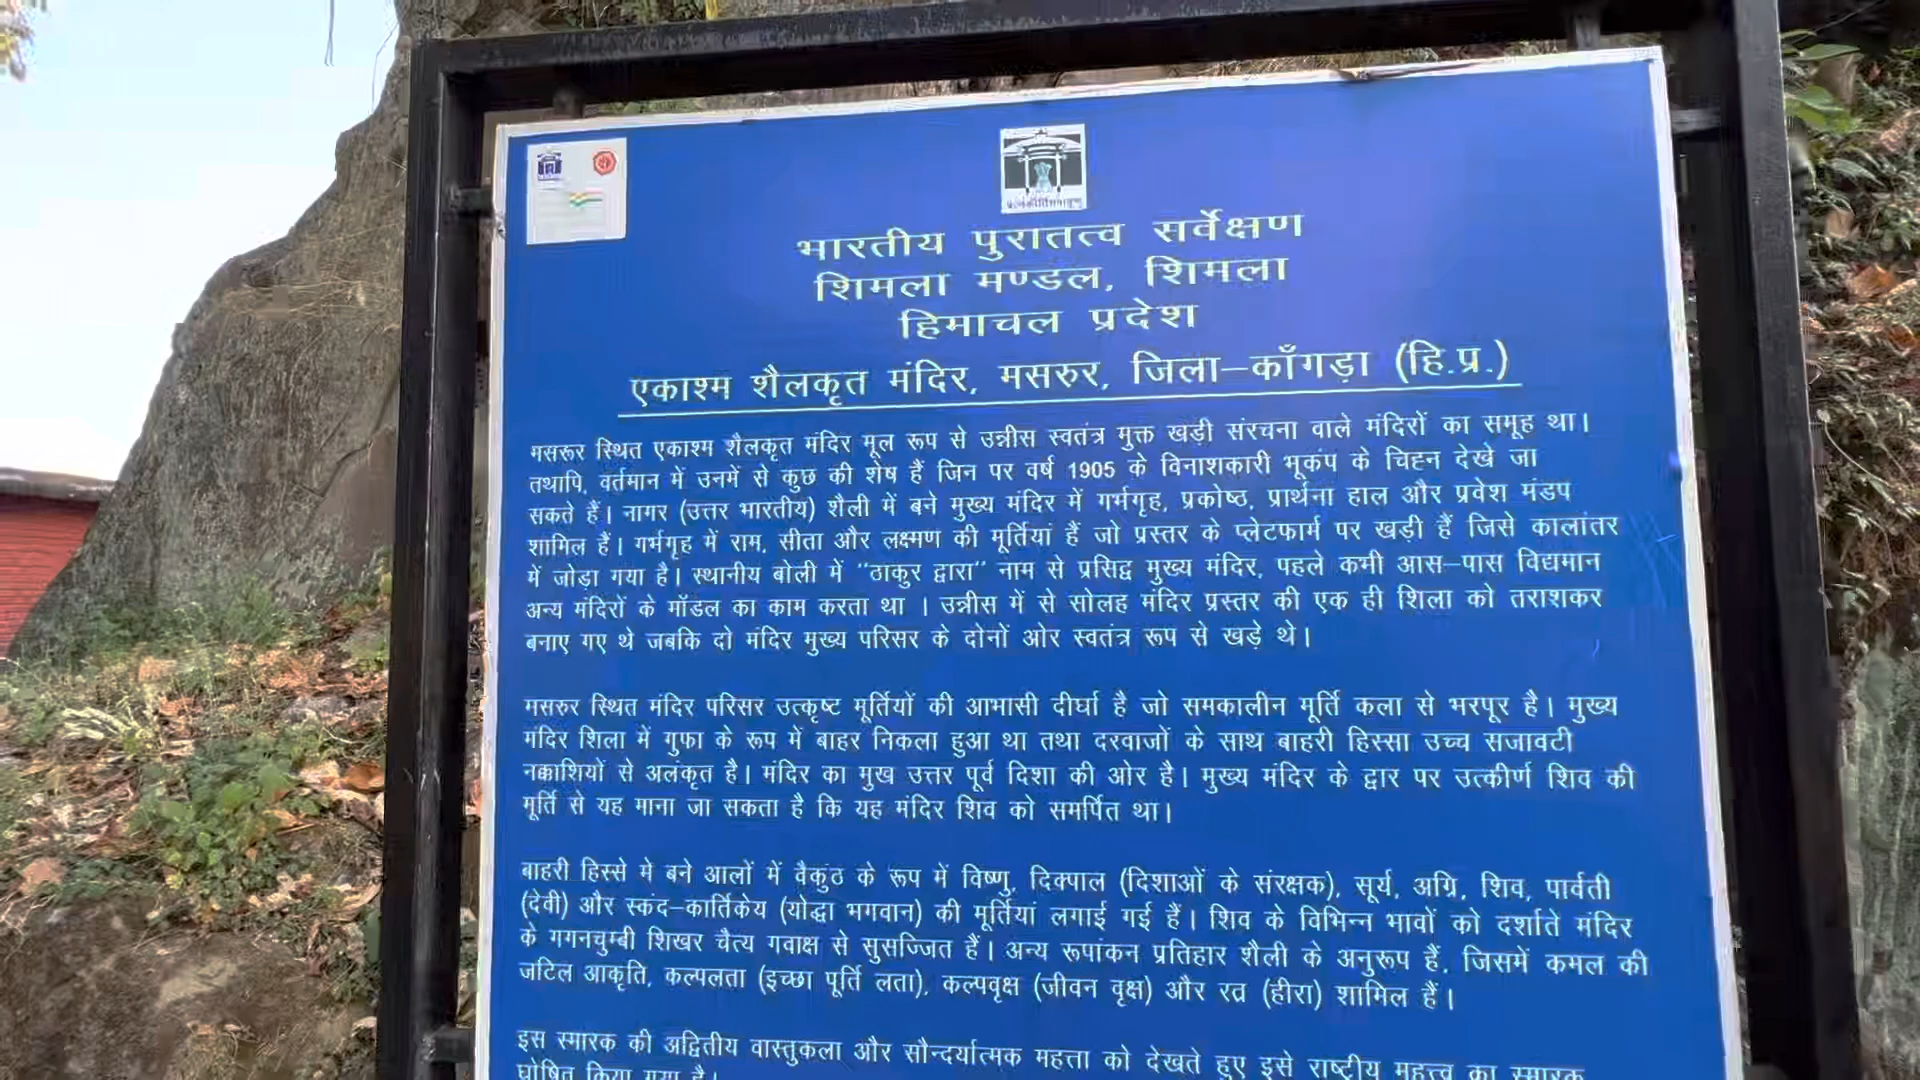 भारतीय पुरातत्व सर्वेक्षण
शिमला मण्डल, शिमला
हिमाचल प्रदेश
एकाश्म शैलकृत मंदिर, मसरुर, जिला–काँगड़ा (हि.प्र.)
मसरूर स्थित एकाश्म शैलकृत मंदिर मूल रूप से उन्नीस स्वतंत्र मुक्त खड़ी संरचना वाले मंदिरों का समूह था।
तथापि, वर्तमान में उनमें से कुछ की शेष हैं जिन पर वर्ष 1905 के विनाशकारी भूकंप के चिह्न देखे जा
सकते हैं। नागर (उत्तर भारतीय) शैली में बने मुख्य मंदिर में गर्भगृह, प्रकोष्ठ, प्रार्थना हाल और प्रवेश मंडप
शामिल हैं। गर्भगृह में राम, सीता और लक्ष्मण की मूर्तियां हैं जो प्रस्तर के प्लेटफार्म पर खड़ी हैं जिसे कालांतर
में जोड़ा गया है। स्थानीय बोली में "ठाकुर द्वारा" नाम से प्रसिद्व मुख्य मंदिर, पहले कभी आस–पास विद्यमान
अन्य मंदिरों के मॉडल का काम करता था । उन्नीस में से सोलह मंदिर प्रस्तर की एक ही शिला को तराशकर
बनाए गए थे जबकि दो मंदिर मुख्य परिसर के दोनों ओर स्वतंत्र रूप से खड़े थे।
मसरुर स्थित मंदिर परिसर उत्कृष्ट मूर्तियों की आभासी दीर्घा है जो समकालीन मूर्ति कला से भरपूर है। मुख्य
मंदिर शिला में गुफा के रूप में बाहर निकला हुआ था तथा दरवाजों के साथ बाहरी हिस्सा उच्च सजावटी
नक्काशियों से अलंकृत है। मंदिर का मुख उत्तर पूर्व दिशा की ओर है। मुख्य मंदिर के द्वार पर उत्कीर्ण शिव की
मूर्ति से यह माना जा सकता है कि यह मंदिर शिव को समर्पित था।
बाहरी हिस्से मे बने आलों में वैकुंठ के रूप में विष्णु, दिक्पाल (दिशाओं के संरक्षक), सूर्य, अग्नि, शिव, पार्वती
(देवी) और स्कंद–कार्तिकेय (योद्धा भगवान) की मूर्तियां लगाई गई हैं। शिव के विभिन्न भावों को दर्शाते मंदिर
के गगनचुम्बी शिखर चैत्य गवाक्ष से सुसज्जित हैं। अन्य रूपांकन प्रतिहार शैली के अनुरूप हैं, जिसमें कमल की
जटिल आकृति, कल्पलता (इच्छा पूर्ति लता), कल्पवृक्ष (जीवन वृक्ष) और रत्न (हीरा) शामिल हैं।
इस स्मारक की अद्वितीय वास्तुकला और सौन्दर्यात्मक महत्ता को देखते हुए इसे राष्ट्रीय महत्त्व का स्मारक
घोषित किया गया है।